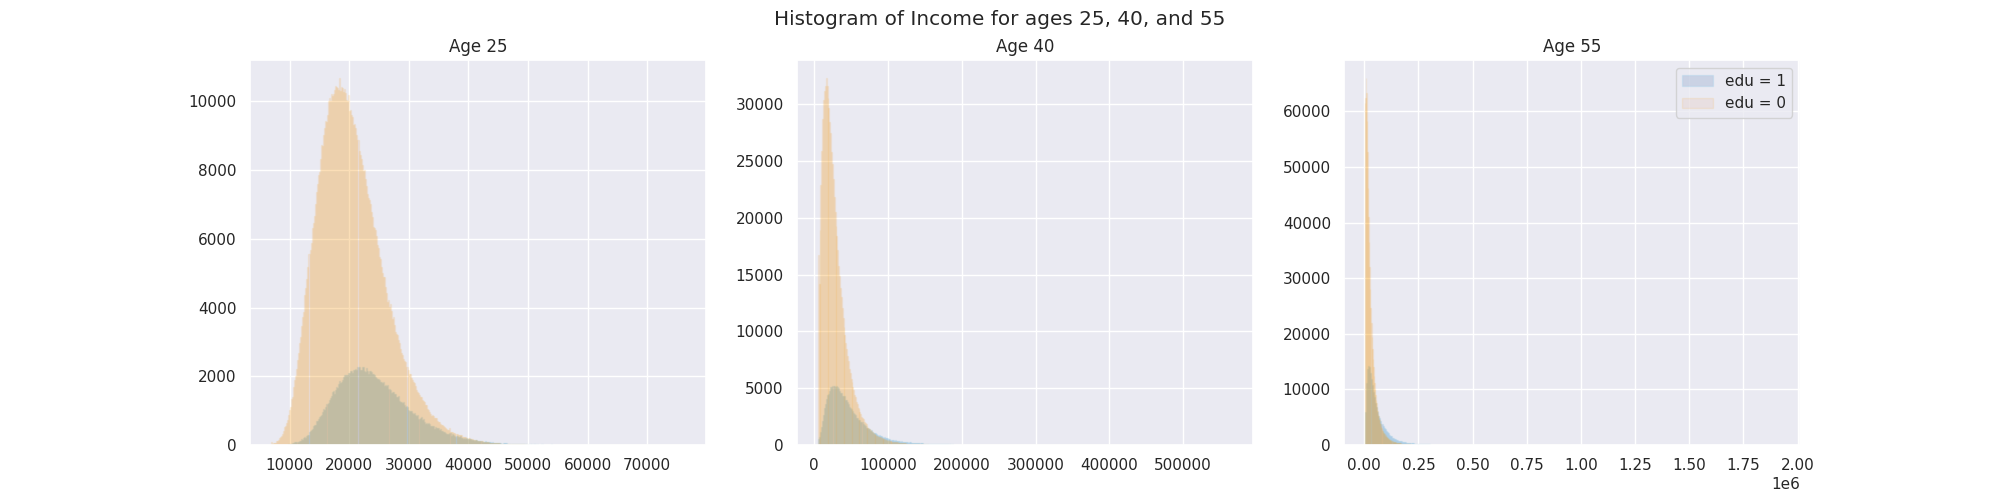 Histogram of Income for ages 25, 40, and 55
Age 25
10000
8000
6000
4000
2000
0
10000 20000 30000 40000 50000 60000 70000
Age 40
30000
25000
20000
15000
10000
5000
0
0 100000 200000 300000 400000 500000
Age 55
edu = 1
edu = 0
60000
50000
40000
30000
20000
10000
0
0.00 0.25 0.50 0.75 1.00 1.25 1.50 1.75 2.00
1e6